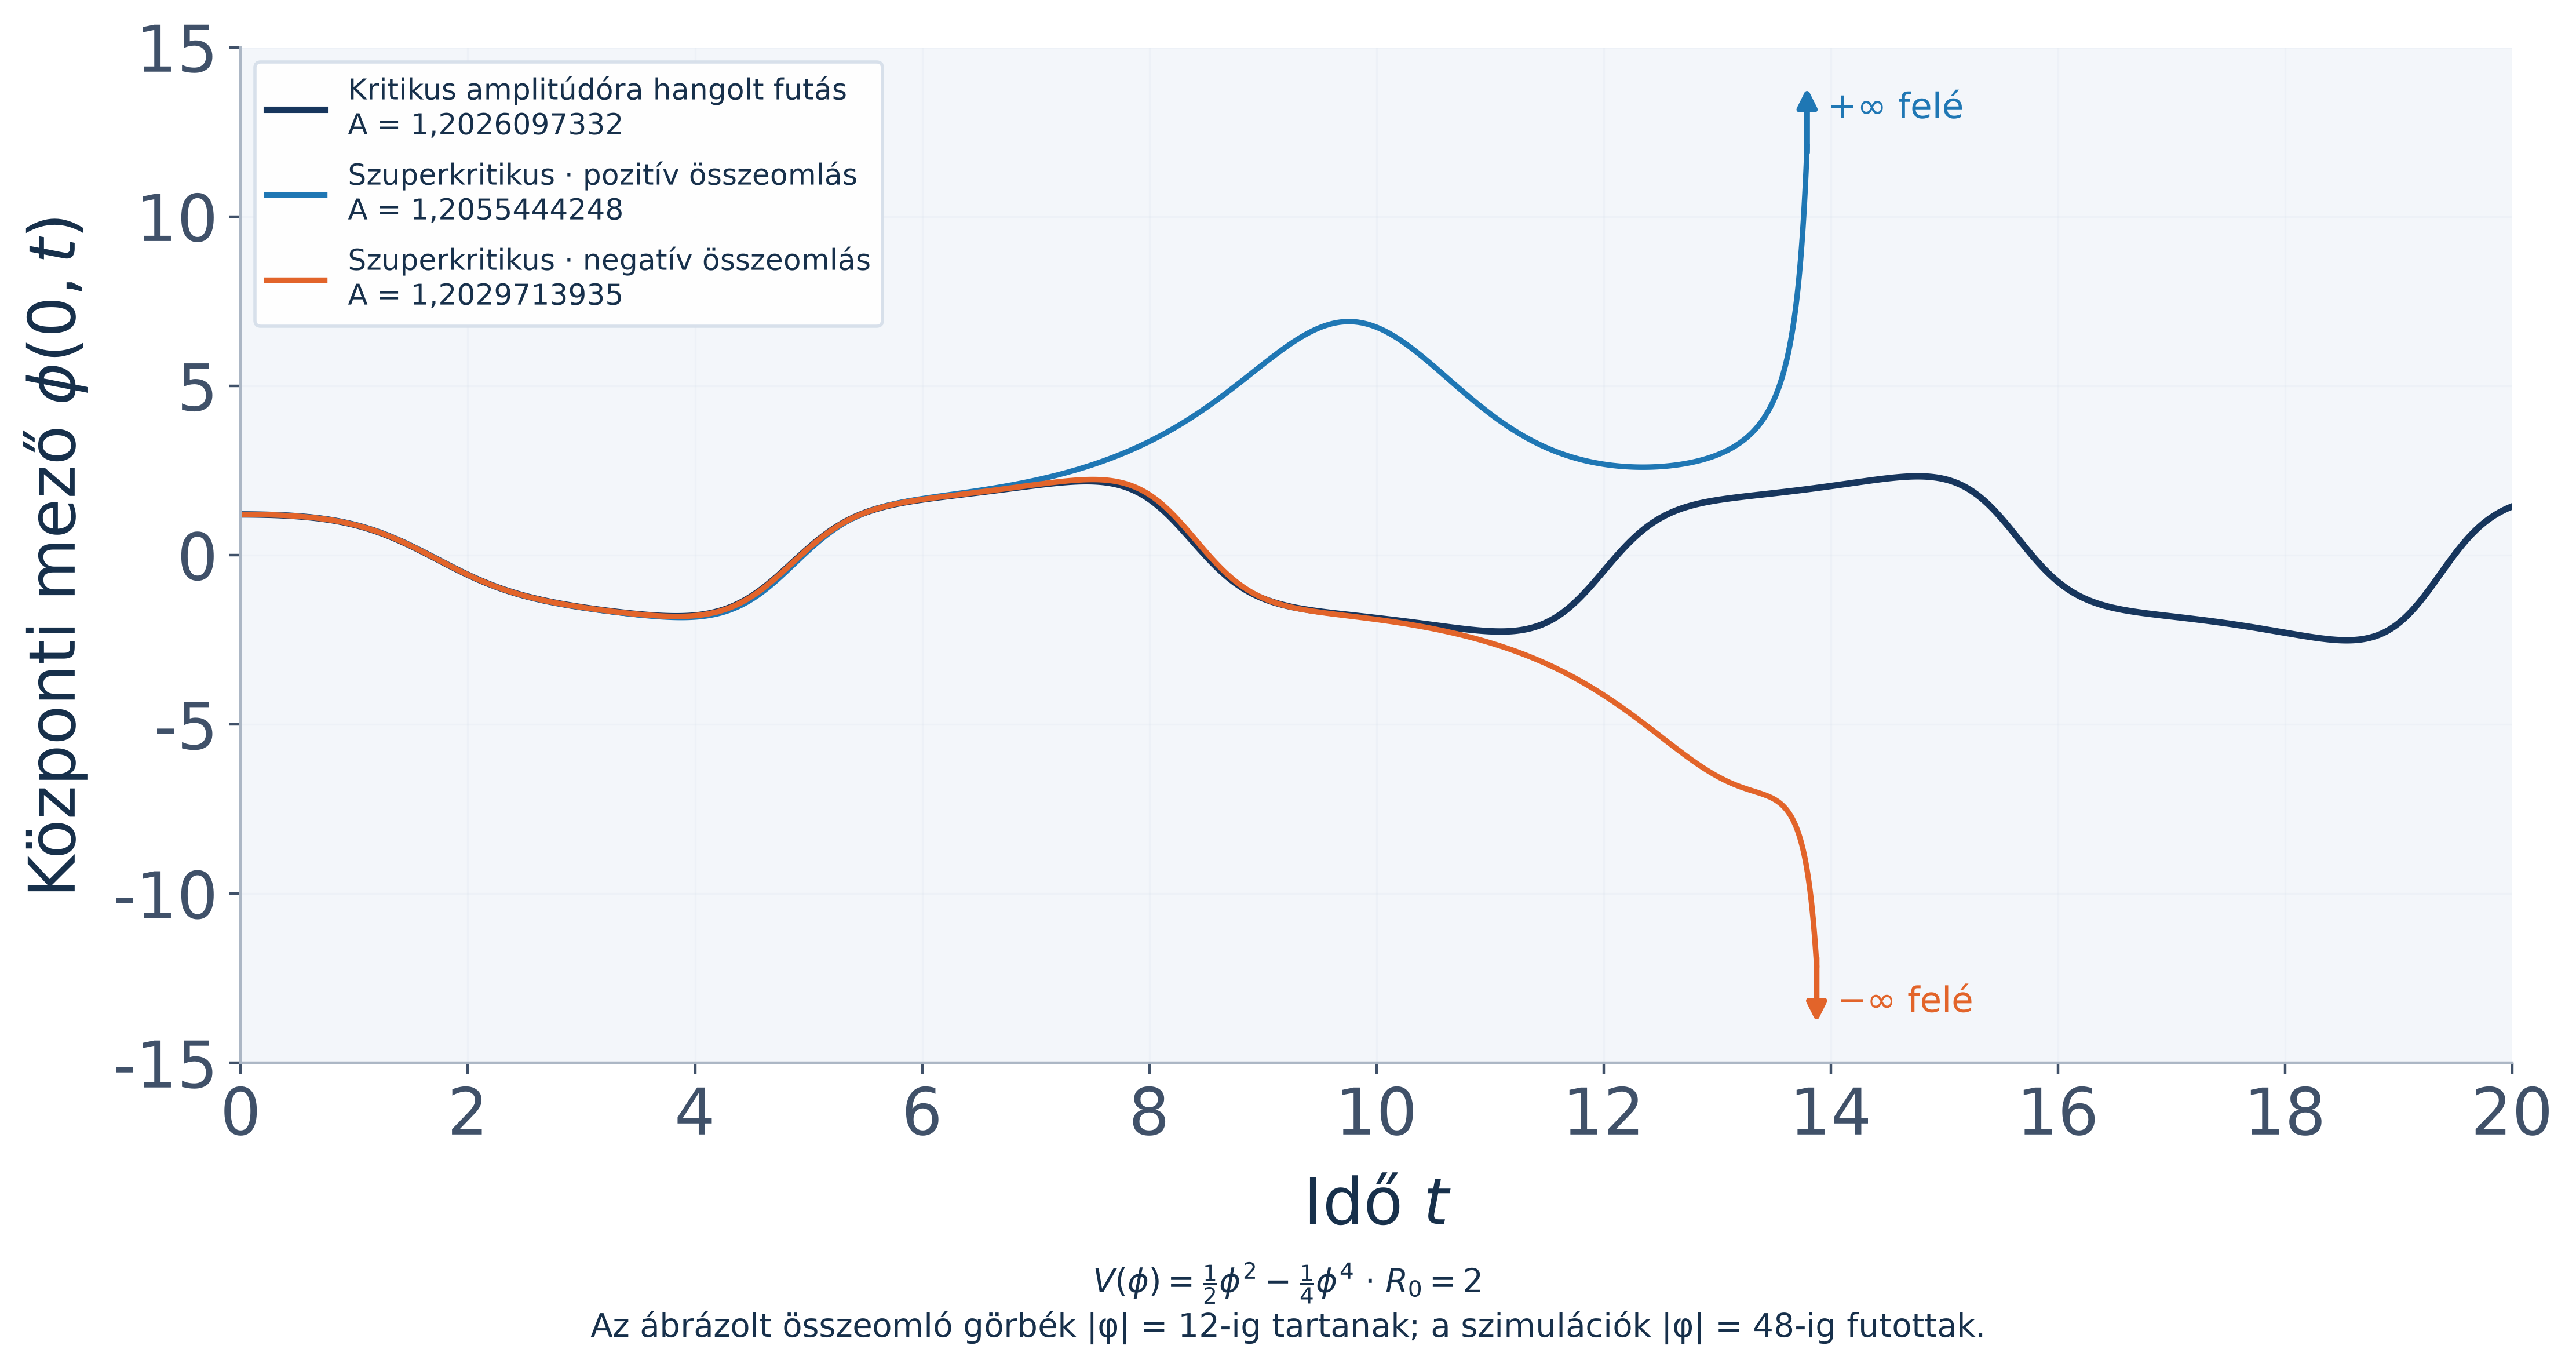 15
10
5
0
-5
-10
-15
Központi mező ϕ(0, t)
Kritikus amplitúdóra hangolt futás
A = 1,2026097332
Szuperkritikus · pozitív összeomlás
A = 1,2055444248
Szuperkritikus · negatív összeomlás
A = 1,2029713935
+∞ felé
−∞ felé
0 2 4 6 8 10 12 14 16 18 20
Idő t
V(ϕ) = ½ϕ² − ¼ϕ⁴ · R₀ = 2
Az ábrázolt összeomló görbék |φ| = 12-ig tartanak; a szimulációk |φ| = 48-ig futottak.